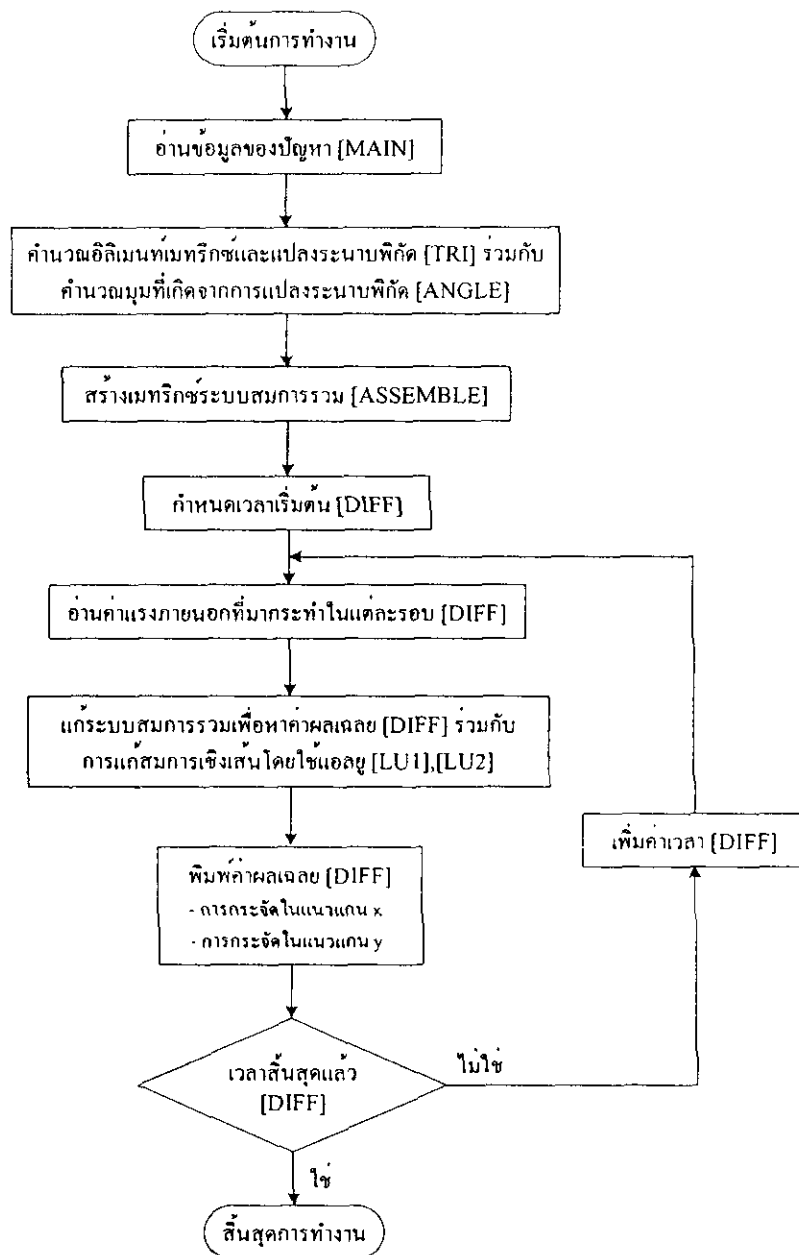 เริ่มต้นการทำงาน
อ่านข้อมูลของปัญหา [MAIN]
คำนวณอิลิเมนท์เมทริกซ์และแปลงระนาบพิกัด [TRI] ร่วมกับ
คำนวณมุมที่เกิดจากการแปลงระนาบพิกัด [ANGLE]
สร้างเมทริกซ์ระบบสมการรวม [ASSEMBLE]
กำหนดเวลาเริ่มต้น [DIFF]
อ่านค่าแรงภายนอกที่มากระทำในแต่ละรอบ [DIFF]
แก้ระบบสมการรวมเพื่อหาค่าผลเฉลย [DIFF] ร่วมกับ
การแก้สมการเชิงเส้นโดยใช้แอลยู [LU1],[LU2]
เพิ่มค่าเวลา [DIFF]
พิมพ์ค่าผลเฉลย [DIFF]
- การกระจัดในแนวแกน x
- การกระจัดในแนวแกน y
เวลาสิ้นสุดแล้ว
[DIFF]
ไม่ใช่
ใช่
สิ้นสุดการทำงาน